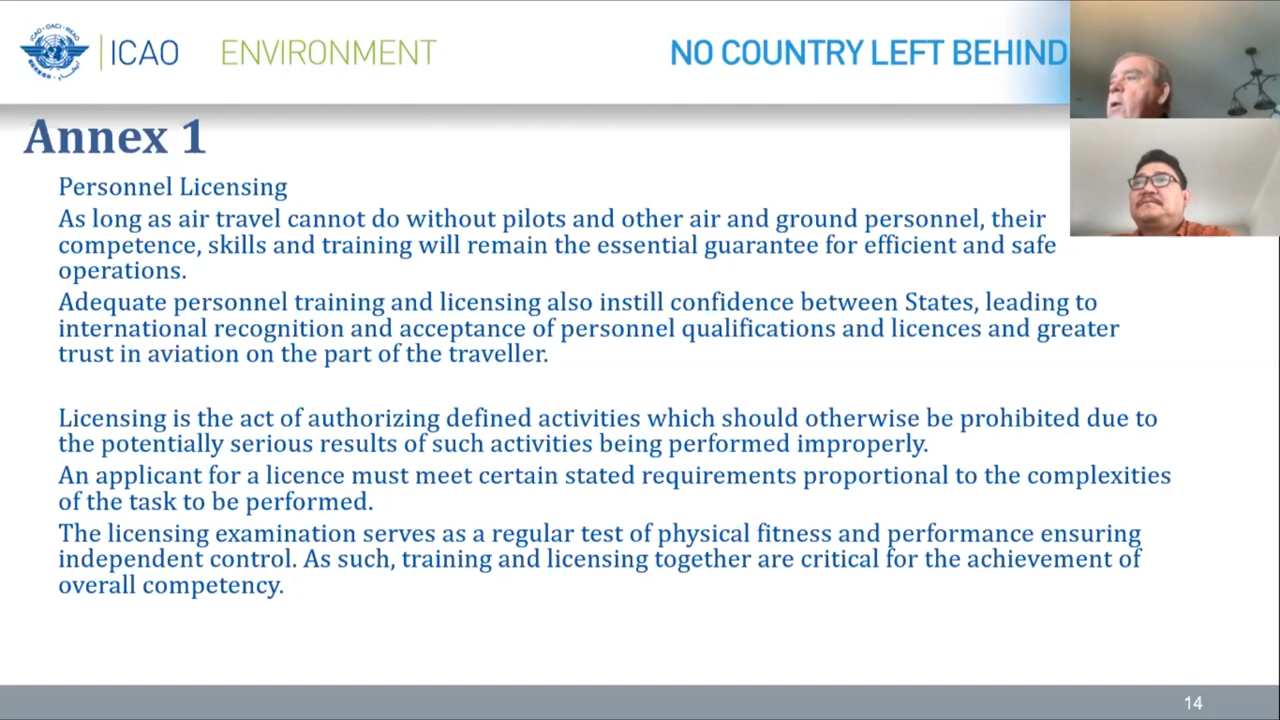 ICAO ENVIRONMENT NO COUNTRY LEFT BEHIND
Annex 1
Personnel Licensing
As long as air travel cannot do without pilots and other air and ground personnel, their
competence, skills and training will remain the essential guarantee for efficient and safe
operations.
Adequate personnel training and licensing also instill confidence between States, leading to
international recognition and acceptance of personnel qualifications and licences and greater
trust in aviation on the part of the traveller.
Licensing is the act of authorizing defined activities which should otherwise be prohibited due to
the potentially serious results of such activities being performed improperly.
An applicant for a licence must meet certain stated requirements proportional to the complexities
of the task to be performed.
The licensing examination serves as a regular test of physical fitness and performance ensuring
independent control. As such, training and licensing together are critical for the achievement of
overall competency.
14